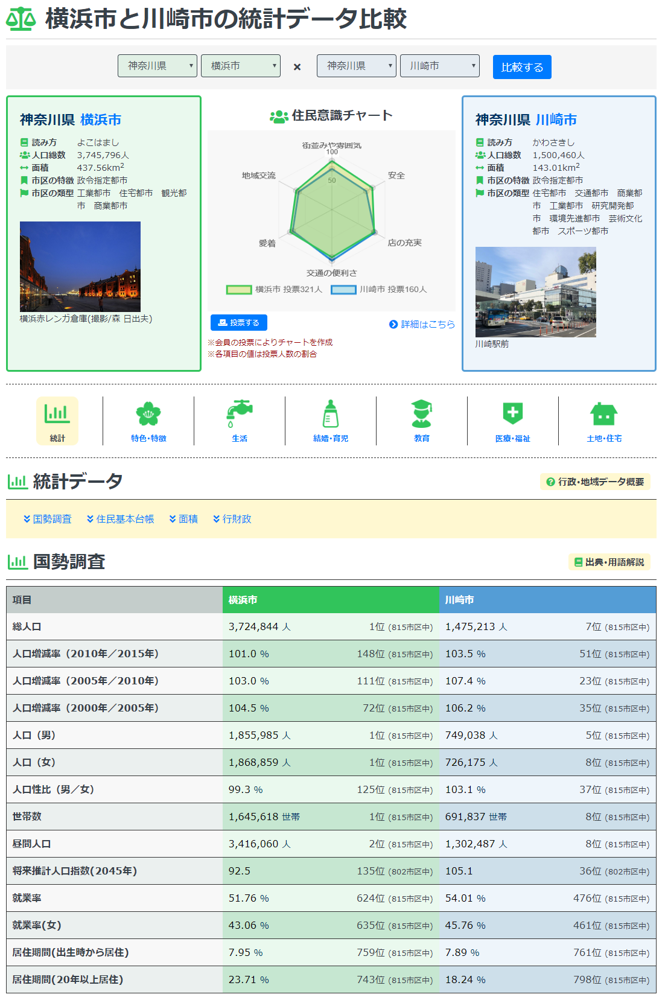 横浜市と川崎市の統計データ比較
神奈川県 横浜市 × 神奈川県 川崎市 比較する
神奈川県 横浜市
読み方 よこはまし
人口総数 3,745,796人
面積 437.56km2
市区の特徴 政令指定都市
市区の類型 工業都市 住宅都市 観光都
市 商業都市
横浜赤レンガ倉庫(撮影/森 日出夫)
住民意識チャート
街並みや雰囲気
100
50
地域交流
安全
愛着
店の充実
交通の便利さ
横浜市 投票321人 川崎市 投票160人
投票する
詳細はこちら
※会員の投票によりチャートを作成
※各項目の値は投票人数の割合
神奈川県 川崎市
読み方 かわさきし
人口総数 1,500,460人
面積 143.01km2
市区の特徴 政令指定都市
市区の類型 住宅都市 交通都市 商業都
市 工業都市 研究開発都
市 環境先進都市 芸術文化
都市 スポーツ都市
川崎駅前
統計 特色・特徴 生活 結婚・育児 教育 医療・福祉 土地・住宅
統計データ
行政・地域データ概要
国勢調査 住民基本台帳 面積 行財政
国勢調査
出典・用語解説
項目 横浜市 川崎市
総人口 3,724,844 人 1位 (815市区中) 1,475,213 人 7位 (815市区中)
人口増減率（2010年／2015年） 101.0 % 148位 (815市区中) 103.5 % 51位 (815市区中)
人口増減率（2005年／2010年） 103.0 % 111位 (815市区中) 107.4 % 23位 (815市区中)
人口増減率（2000年／2005年） 104.5 % 72位 (815市区中) 106.2 % 35位 (815市区中)
人口（男） 1,855,985 人 1位 (815市区中) 749,038 人 5位 (815市区中)
人口（女） 1,868,859 人 1位 (815市区中) 726,175 人 8位 (815市区中)
人口性比（男／女） 99.3 % 125位 (815市区中) 103.1 % 37位 (815市区中)
世帯数 1,645,618 世帯 1位 (815市区中) 691,837 世帯 8位 (815市区中)
昼間人口 3,416,060 人 2位 (815市区中) 1,302,487 人 8位 (815市区中)
将来推計人口指数(2045年) 92.5 135位 (802市区中) 105.1 36位 (802市区中)
就業率 51.76 % 624位 (815市区中) 54.01 % 476位 (815市区中)
就業率(女) 43.06 % 635位 (815市区中) 45.76 % 461位 (815市区中)
居住期間(出生時から居住) 7.95 % 759位 (815市区中) 7.89 % 761位 (815市区中)
居住期間(20年以上居住) 23.71 % 743位 (815市区中) 18.24 % 798位 (815市区中)